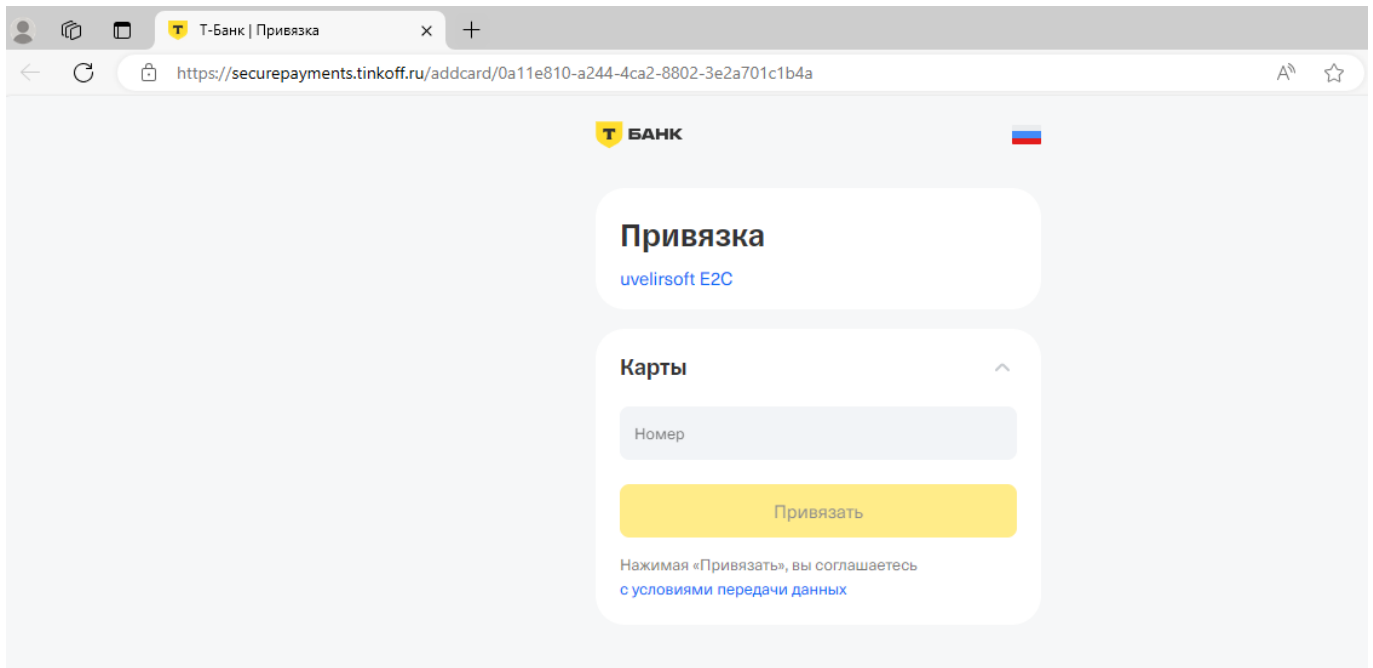 Т-Банк | Привязка
https://securepayments.tinkoff.ru/addcard/0a11e810-a244-4ca2-8802-3e2a701c1b4a
Т БАНК
Привязка
uvelirsoft E2C
Карты
Номер
Привязать
Нажимая «Привязать», вы соглашаетесь
с условиями передачи данных